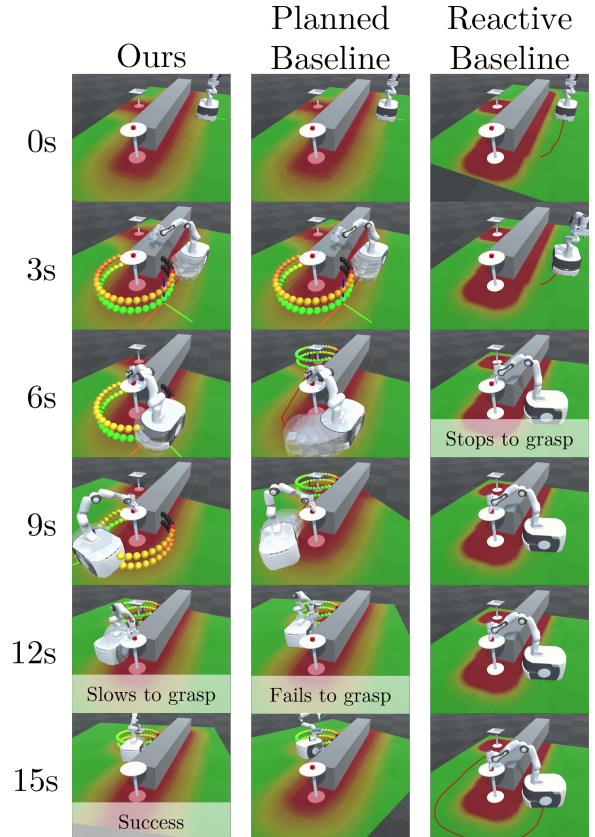 Ours
Planned
Baseline
Reactive
Baseline
0s
3s
6s
Stops to grasp
9s
12s
Slows to grasp
Fails to grasp
15s
Success